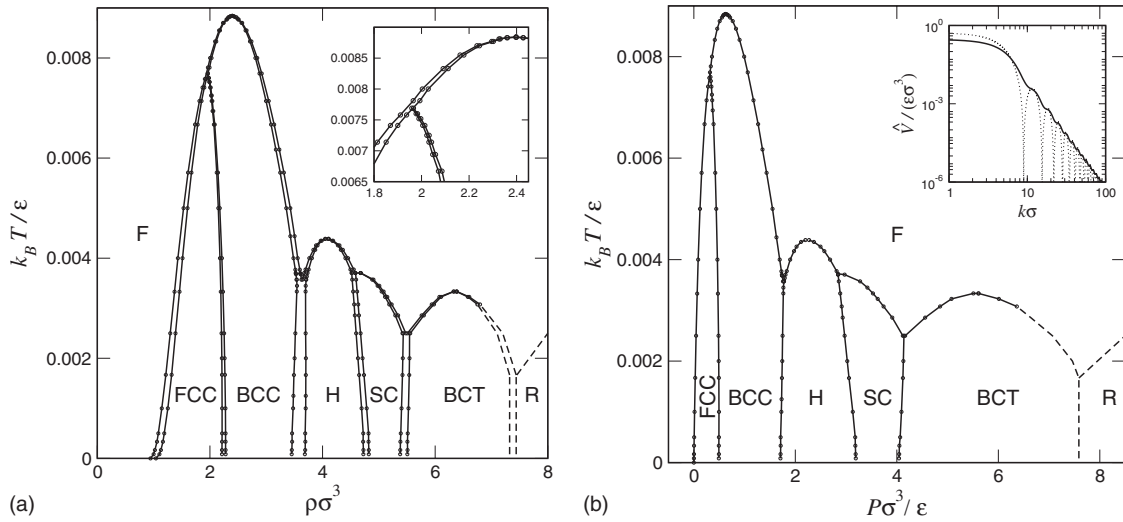 0.008
0.006
0.004
0.002
0
k_B T / ε
F
FCC
BCC
H
SC
BCT
R
0 2 4 6 8
ρσ³
(a)
0.0085
0.008
0.0075
0.007
0.0065
1.8 2 2.2 2.4
0.008
0.006
0.004
0.002
0
k_B T / ε
F
FCC
BCC
H
SC
BCT
R
0 2 4 6 8
Pσ³/ ε
(b)
10⁰
10⁻³
10⁻⁶
V̂ / (εσ³)
1 10 100
kσ